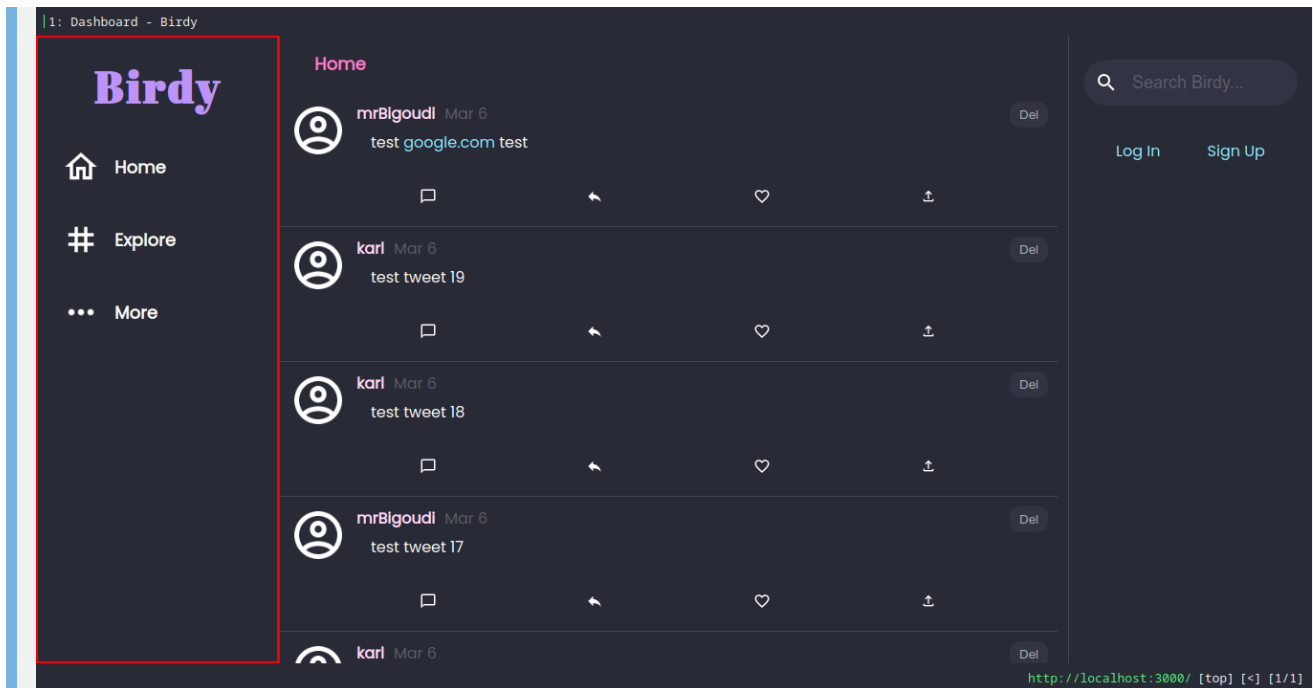 1: Dashboard - Birdy
Birdy
Home
Explore
More
Home
mrBigoudi Mar 6
Del
test google.com test
karl Mar 6
Del
test tweet 19
karl Mar 6
Del
test tweet 18
mrBigoudi Mar 6
Del
test tweet 17
karl Mar 6
Del
Search Birdy...
Log In Sign Up
http://localhost:3000/ [top] [<] [1/1]